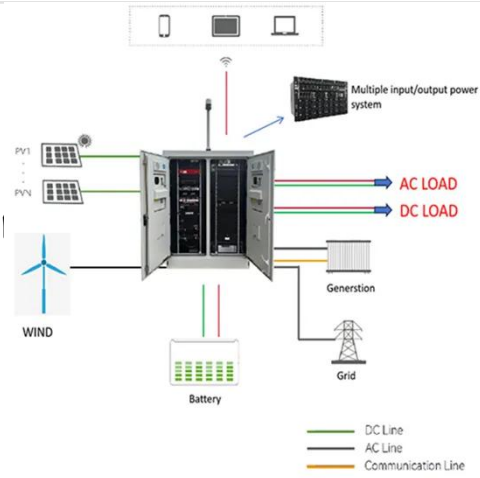 Multiple input/output power
system
PV1
PVN
AC LOAD
DC LOAD
WIND
Generstion
Grid
Battery
DC Line
AC Line
Communication Line